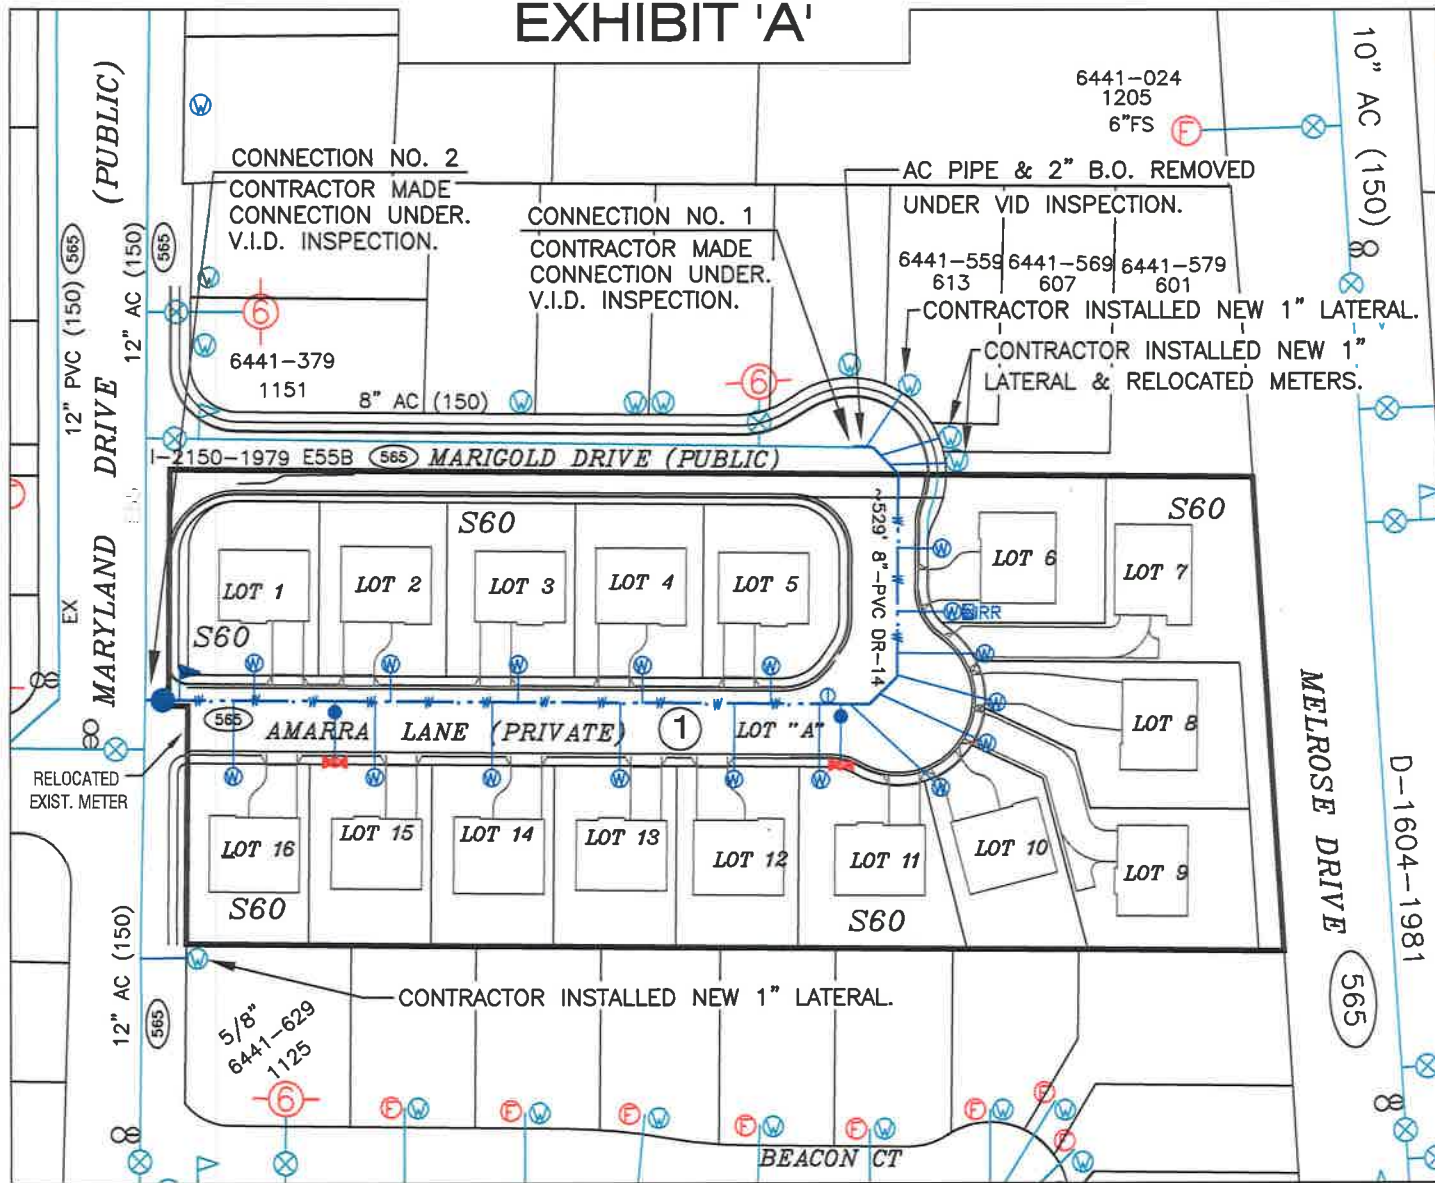 EXHIBIT 'A'
MARYLAND DRIVE (PUBLIC)
EX 12" PVC (150) 565
12" AC (150) 565
CONNECTION NO. 2
CONTRACTOR MADE
CONNECTION UNDER.
V.I.D. INSPECTION.
CONNECTION NO. 1
CONTRACTOR MADE
CONNECTION UNDER.
V.I.D. INSPECTION.
6441-024
1205
6"FS
F
10" AC (150)
8
AC PIPE & 2" B.O. REMOVED
UNDER VID INSPECTION.
6441-559
613
6441-569
607
6441-579
601
CONTRACTOR INSTALLED NEW 1" LATERAL.
CONTRACTOR INSTALLED NEW 1"
LATERAL & RELOCATED METERS.
6
6441-379
1151
8" AC (150)
6
I-2150-1979 E55B 565 MARIGOLD DRIVE (PUBLIC)
S60
S60
S60
LOT 1
LOT 2
LOT 3
LOT 4
LOT 5
LOT 6
LOT 7
~529' 8"-PVC DR-14
W IRR
565 AMARRA LANE (PRIVATE) 1 LOT "A"
LOT 8
RELOCATED
EXIST. METER
LOT 16
LOT 15
LOT 14
LOT 13
LOT 12
LOT 11
LOT 10
LOT 9
S60
S60
MELROSE DRIVE 565
D-1604-1981
12" AC (150) 565
CONTRACTOR INSTALLED NEW 1" LATERAL.
5/8"
6441-629
1125
6
F W
F W
F W
F W
F W
F W
F W
F W
BEACON CT